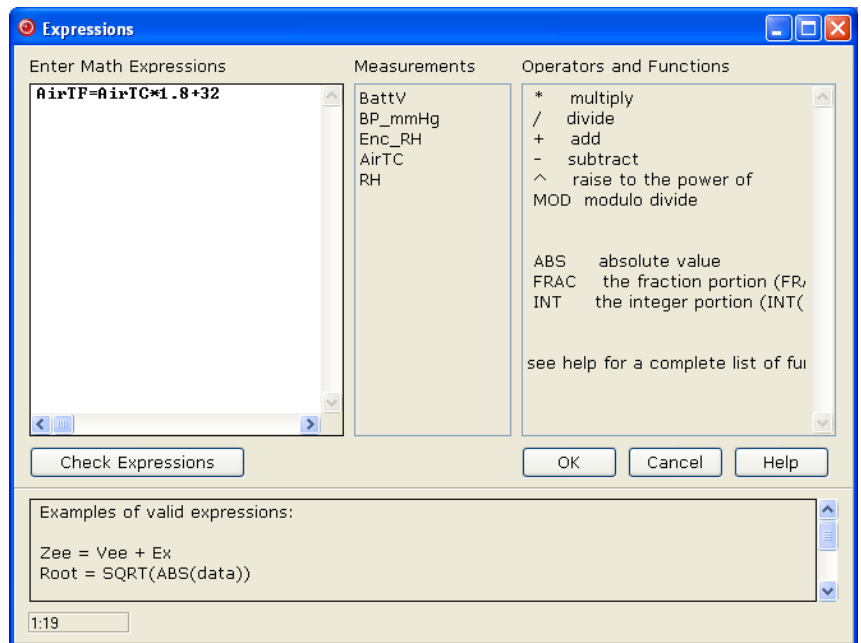 Expressions
Enter Math Expressions
AirTF=AirTC*1.8+32
Measurements
BattV
BP_mmHg
Enc_RH
AirTC
RH
Operators and Functions
* multiply
/ divide
+ add
- subtract
^ raise to the power of
MOD modulo divide
ABS absolute value
FRAC the fraction portion (FRA
INT the integer portion (INT(
see help for a complete list of fu
Check Expressions
OK
Cancel
Help
Examples of valid expressions:
Zee = Vee + Ex
Root = SQRT(ABS(data))
1:19